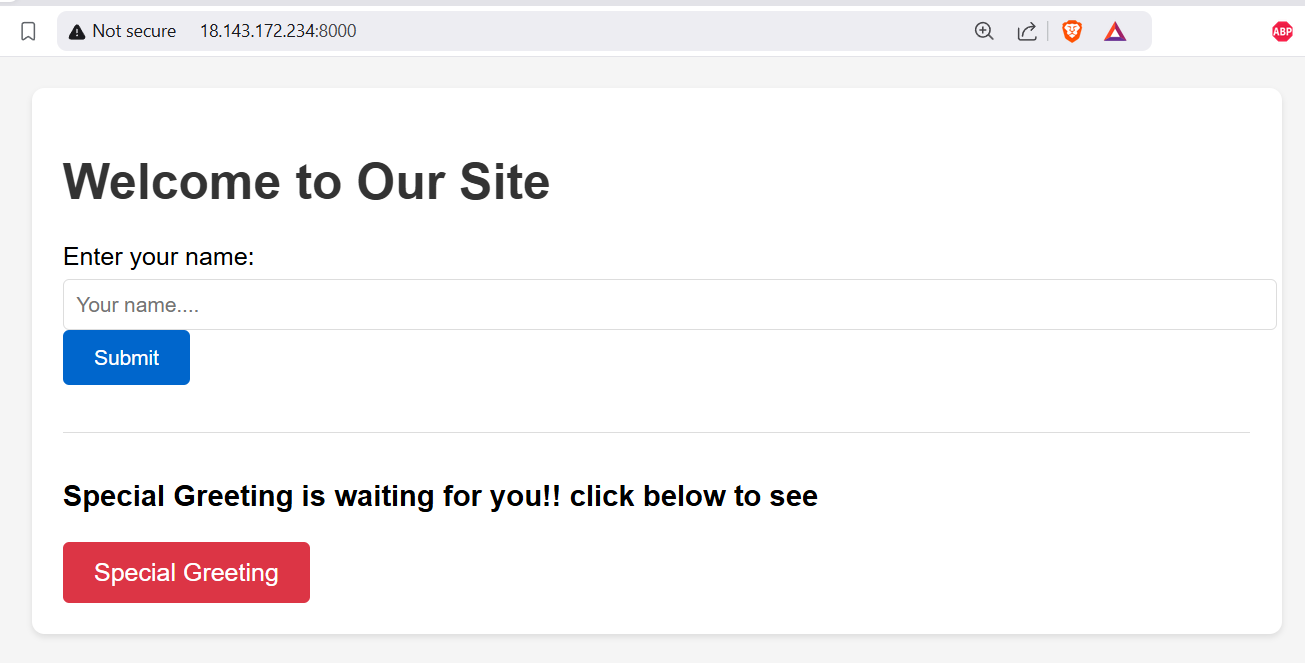 Not secure 18.143.172.234:8000
ABP
Welcome to Our Site
Enter your name:
Your name....
Submit
Special Greeting is waiting for you!! click below to see
Special Greeting